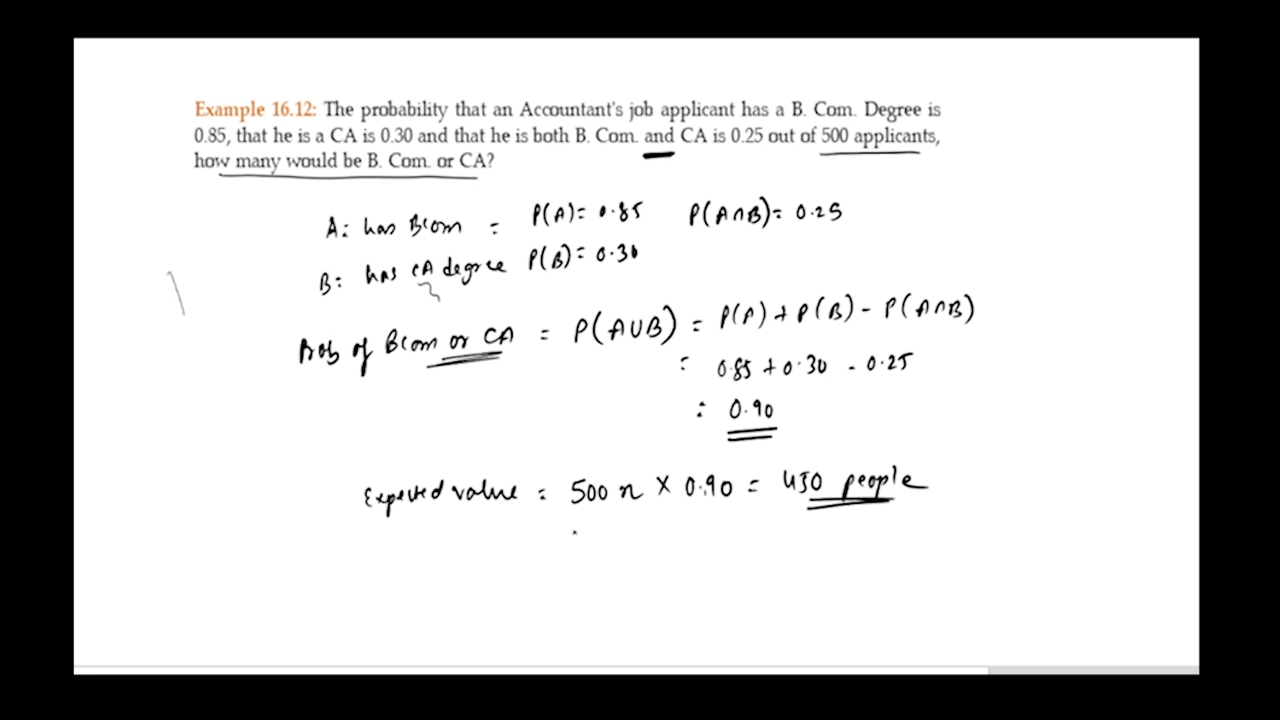 Example 16.12: The probability that an Accountant's job applicant has a B. Com. Degree is
0.85, that he is a CA is 0.30 and that he is both B. Com. and CA is 0.25 out of 500 applicants,
how many would be B. Com. or CA?
A: has Bcom = P(A)= 0.85 P(A∩B)= 0.25
B: has CA degree P(B)= 0.30
Prob of Bcom or CA = P(A∪B) = P(A) + P(B) - P(A∩B)
= 0.85 + 0.30 - 0.25
= 0.90
Expected value = 500 n × 0.90 = 450 people